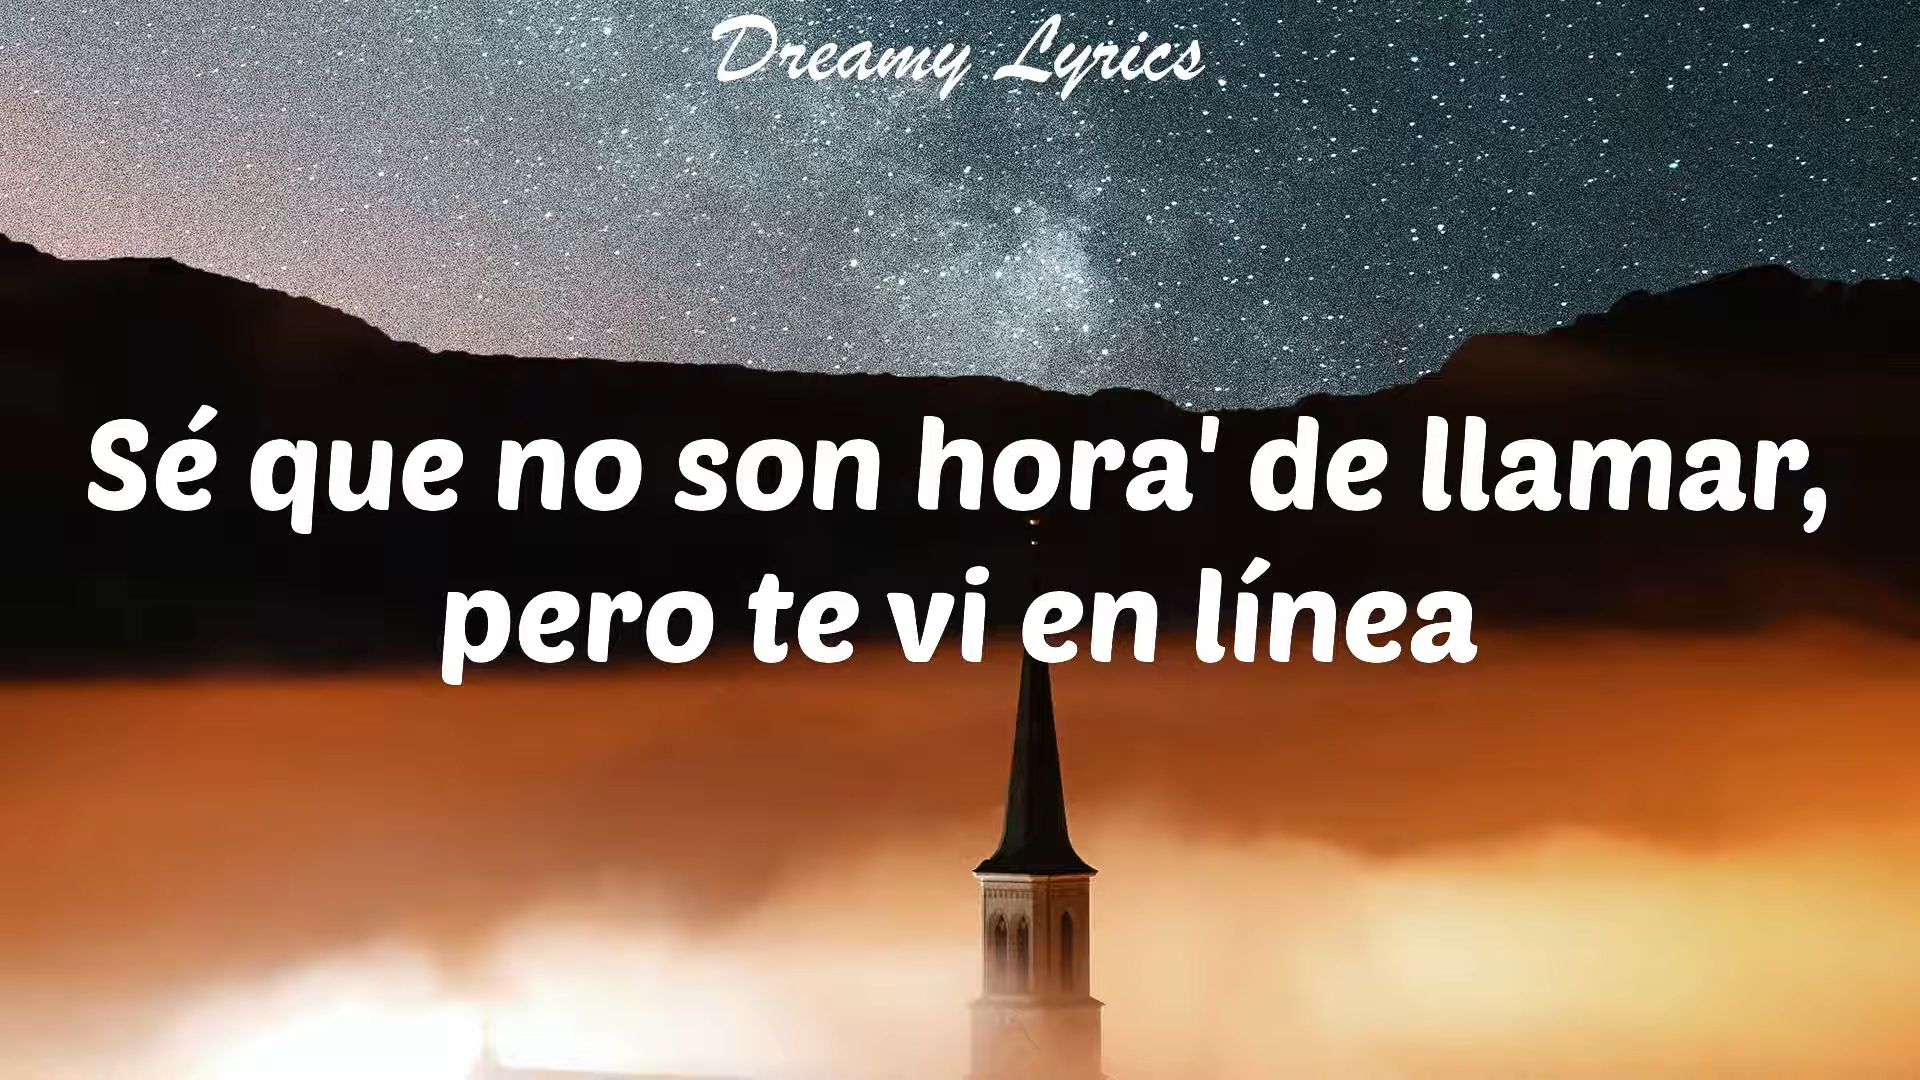 Dreamy Lyrics
Sé que no son hora' de llamar,
pero te vi en línea